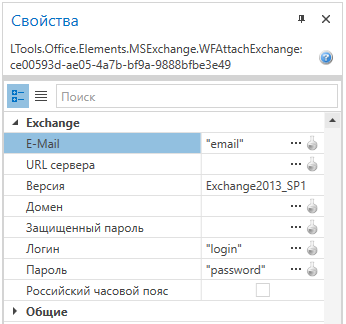 Свойства
LTools.Office.Elements.MSExchange.WFAttachExchange:
ce00593d-ae05-4a7b-bf9a-9888bfbe3e49
Поиск
Exchange
E-Mail "email" ...
URL сервера ...
Версия Exchange2013_SP1
Домен ...
Защищенный пароль ...
Логин "login" ...
Пароль "password" ...
Российский часовой пояс
Общие